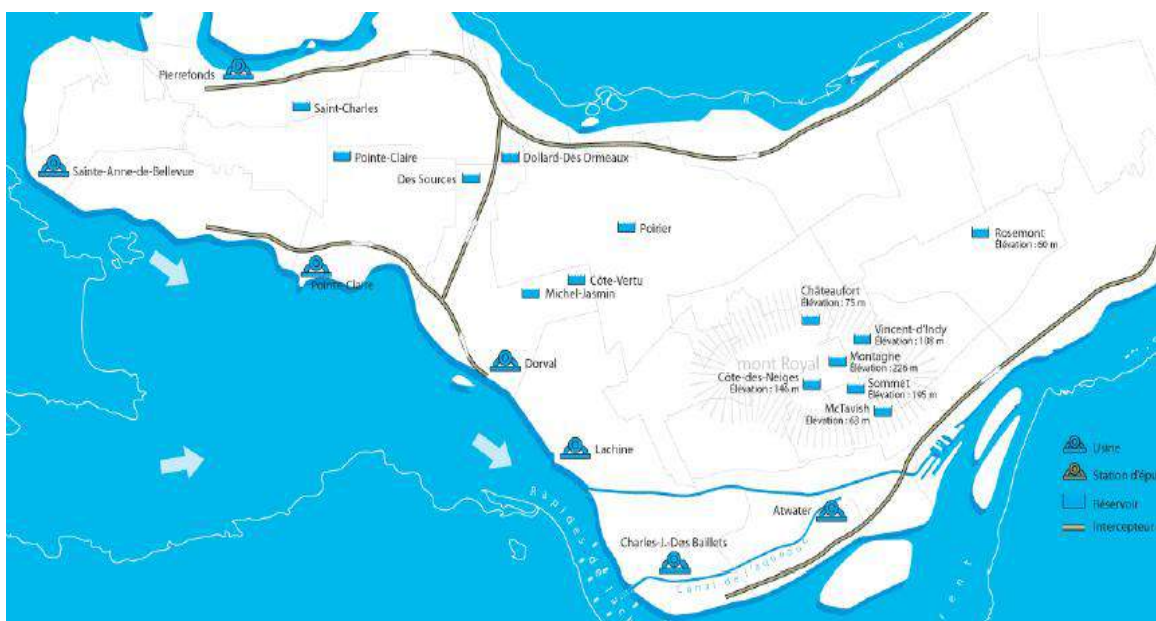 Pierrefonds
Saint-Charles
Sainte-Anne-de-Bellevue
Pointe-Claire
Des Sources
Dollard-Des Ormeaux
Poirier
Rosemont
Élévation : 60 m
Pointe-Claire
Côte-Vertu
Michel-Jasmin
Châteaufort
Élévation : 75 m
Vincent-d'Indy
Élévation : 108 m
mont Royal
Montagne
Élévation : 226 m
Côte-des-Neiges
Élévation : 146 m
Sommet
Élévation : 195 m
McTavish
Élévation : 63 m
Dorval
Lachine
Rapides de
Atwater
Charles-J.-Des Baillets
Canal de l'aqueduc
Usine
Station d'épu
Réservoir
Intercepteur